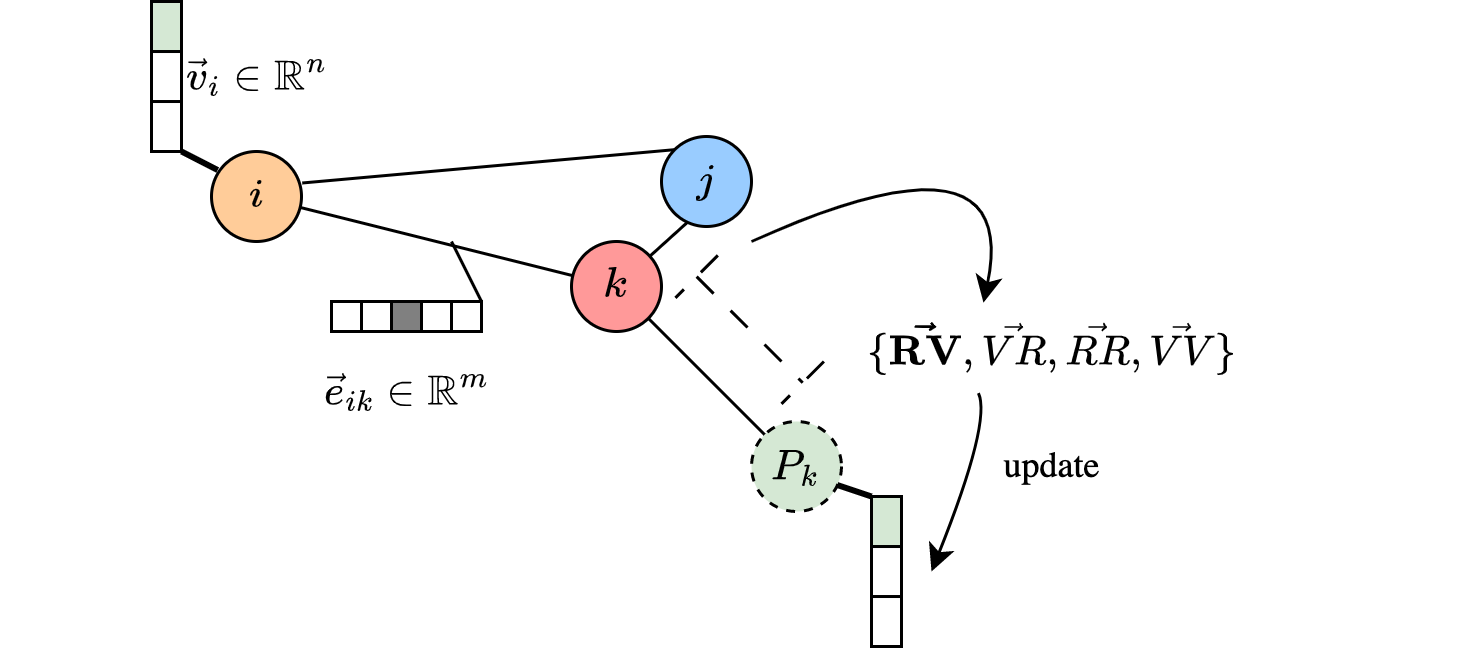 $\vec{v}_i \in \mathbb{R}^n$
$i$
$j$
$k$
$\vec{e}_{ik} \in \mathbb{R}^m$
$\{\vec{\mathbf{RV}}, \vec{VR}, \vec{RR}, \vec{VV}\}$
$P_k$
update